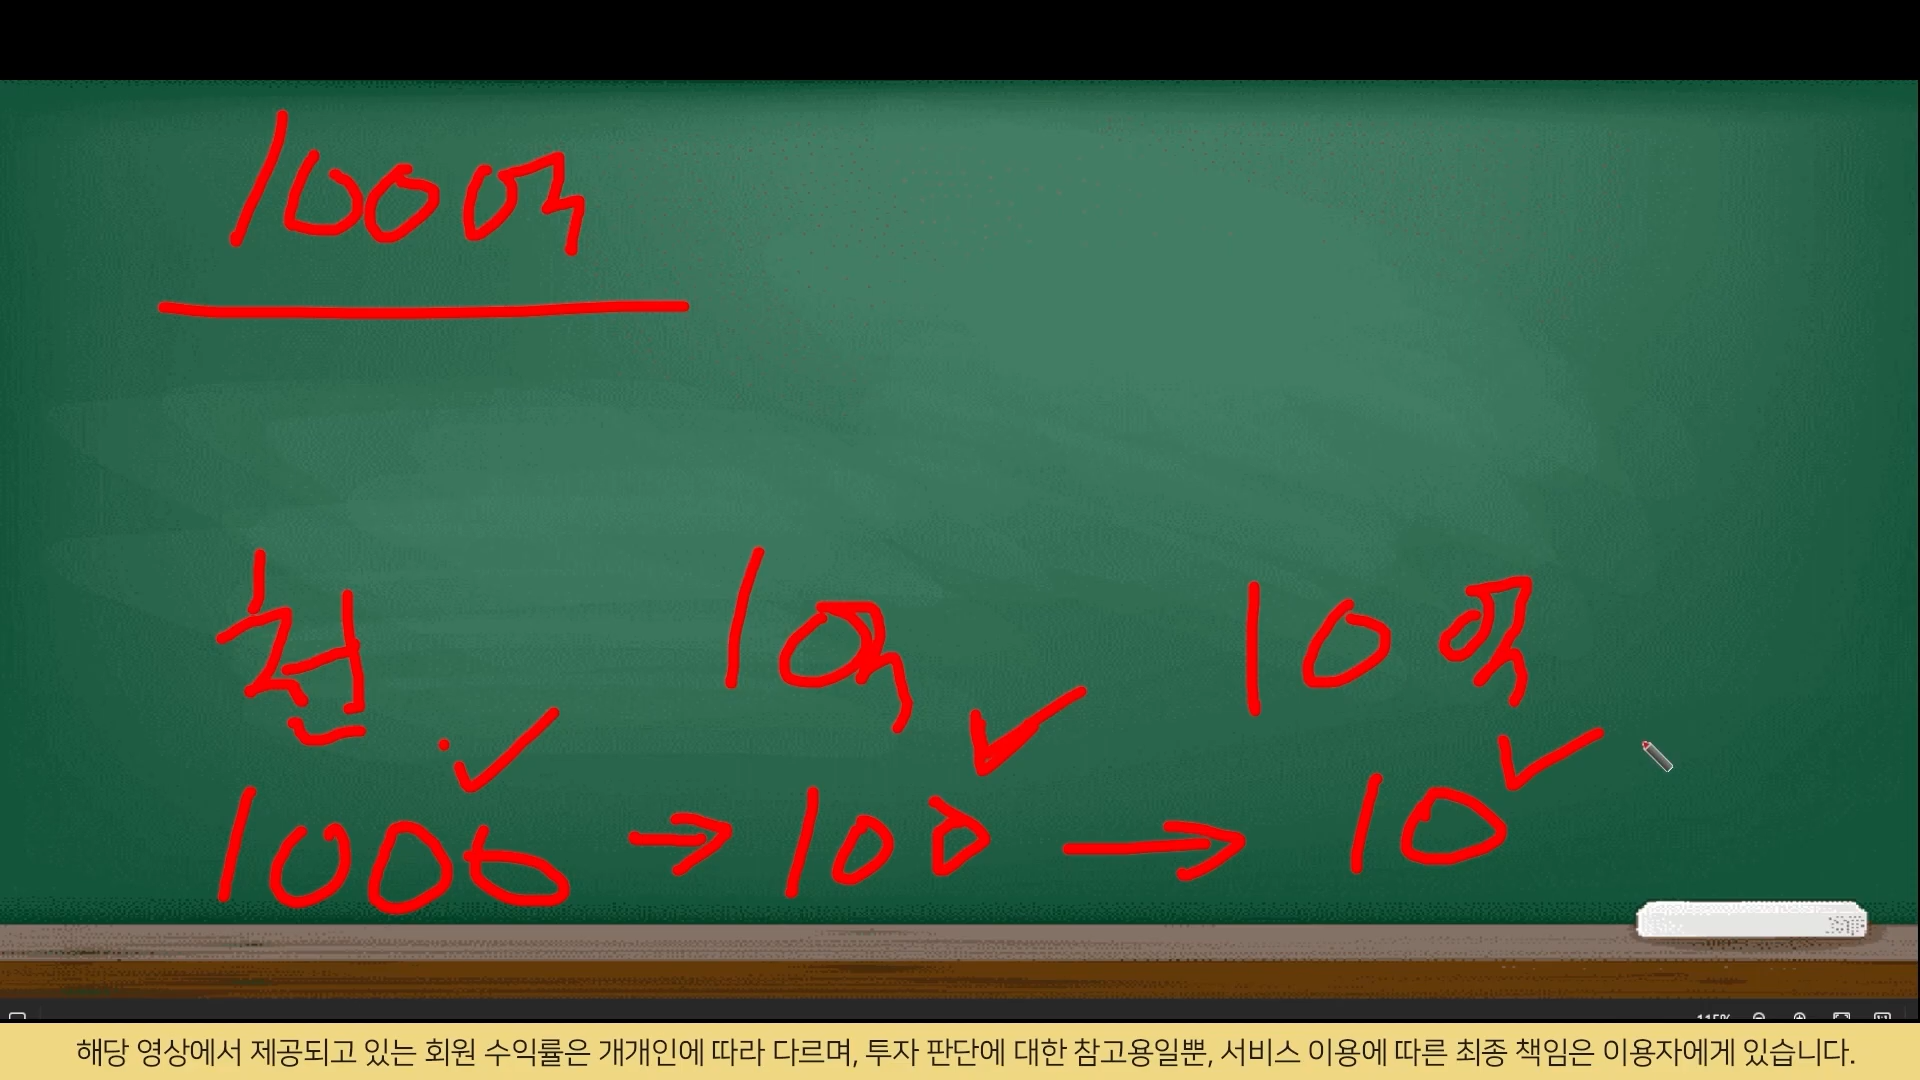 100억
천 1억 10억
1000 → 100 → 10
해당 영상에서 제공되고 있는 회원 수익률은 개개인에 따라 다르며, 투자 판단에 대한 참고용일뿐, 서비스 이용에 따른 최종 책임은 이용자에게 있습니다.